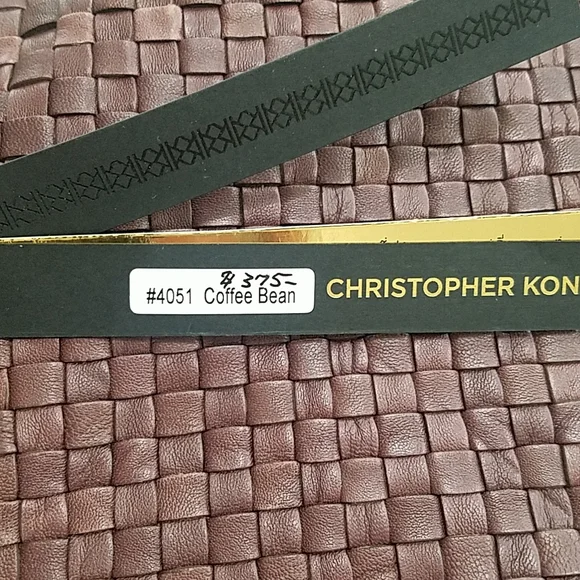 $375-
#4051 Coffee Bean
CHRISTOPHER KON